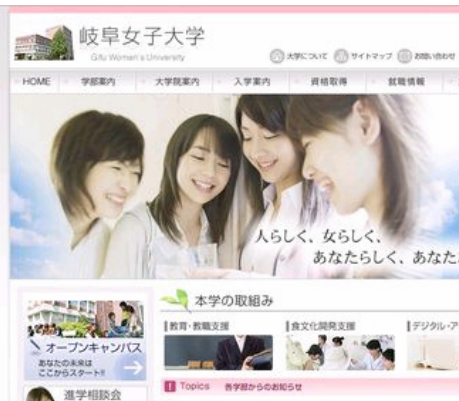 岐阜女子大学
Gifu Women's University
大学について
サイトマップ
お問い合わせ
HOME
学部案内
大学院案内
入学案内
資格取得
就職情報
人らしく、女らしく、
あなたらしく、あなた
本学の取組み
教育・教職支援
食文化開発支援
デジタル・ア
オープンキャンパス
あなたの未来は
ここからスタート!!
Topics 各学部からのお知らせ
進学相談会